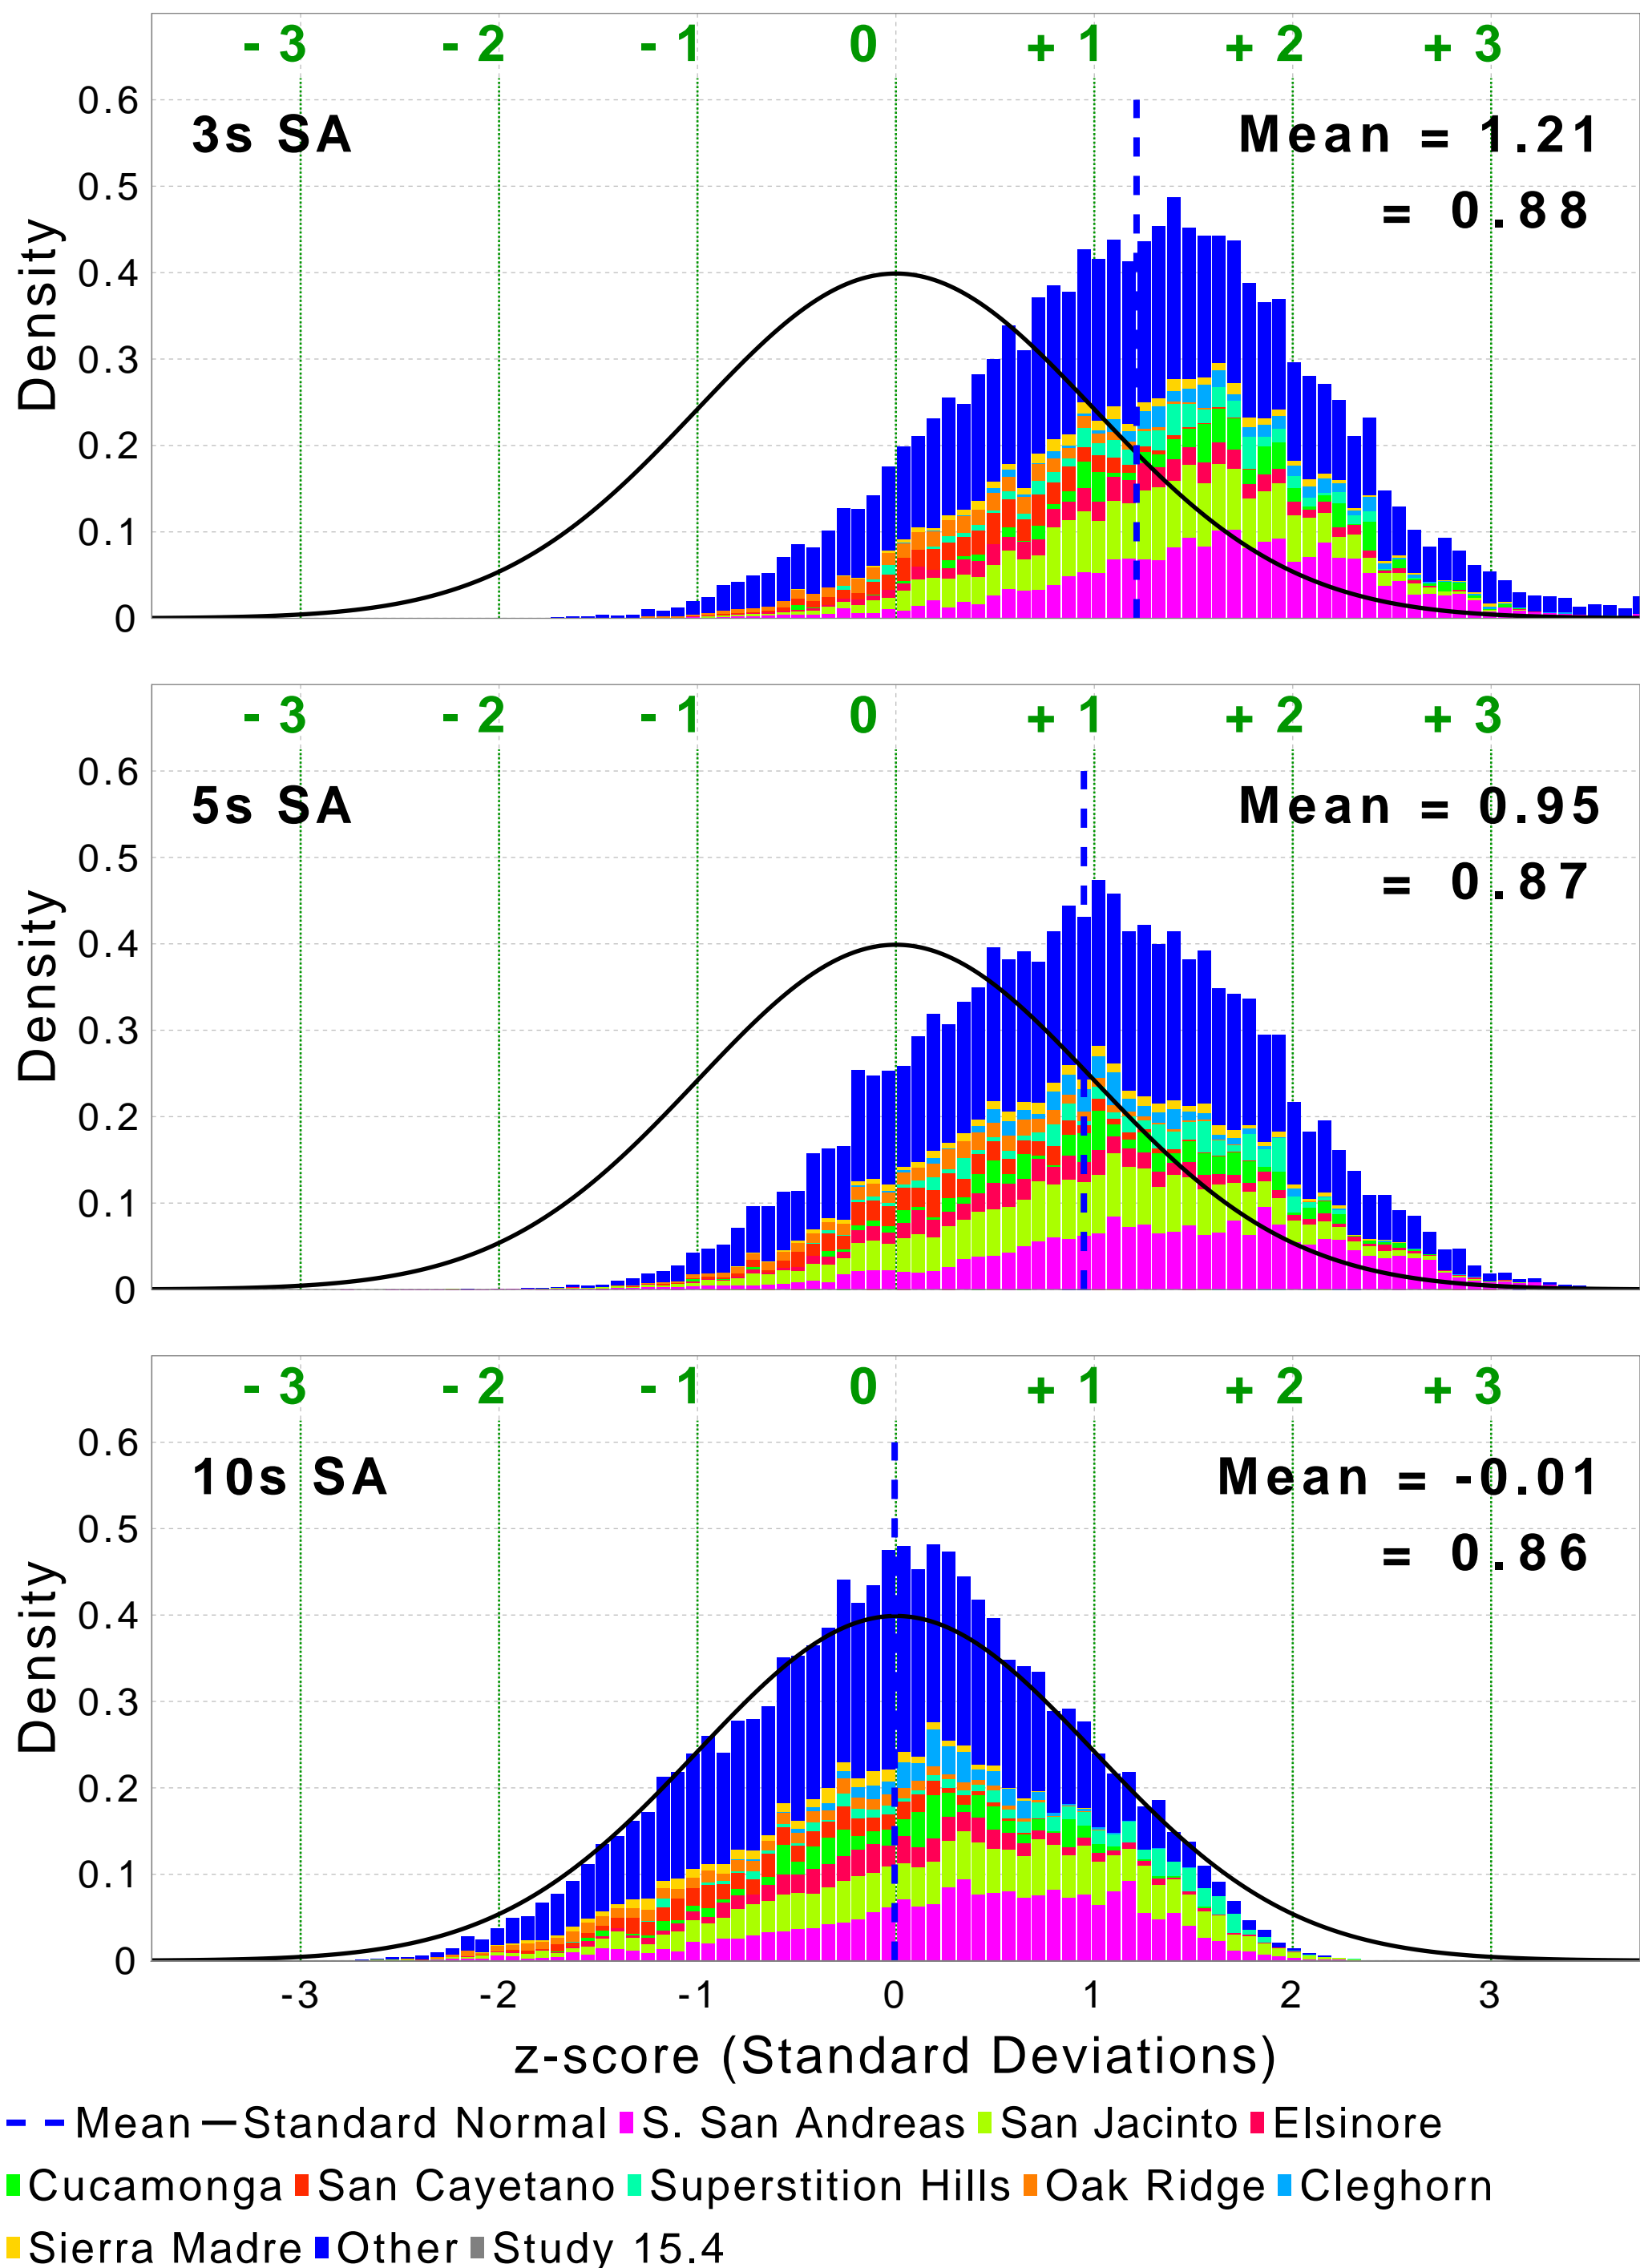 - 3 - 2 - 1 0 + 1 + 2 + 3
0.6
3s SA Mean = 1.21
0.5
= 0.88
0.4
Density
0.3
0.2
0.1
0
- 3 - 2 - 1 0 + 1 + 2 + 3
0.6
5s SA Mean = 0.95
0.5
= 0.87
0.4
Density
0.3
0.2
0.1
0
- 3 - 2 - 1 0 + 1 + 2 + 3
0.6
10s SA Mean = -0.01
0.5
= 0.86
0.4
Density
0.3
0.2
0.1
0
-3 -2 -1 0 1 2 3
z-score (Standard Deviations)
Mean Standard Normal S. San Andreas San Jacinto Elsinore
Cucamonga San Cayetano Superstition Hills Oak Ridge Cleghorn
Sierra Madre Other Study 15.4